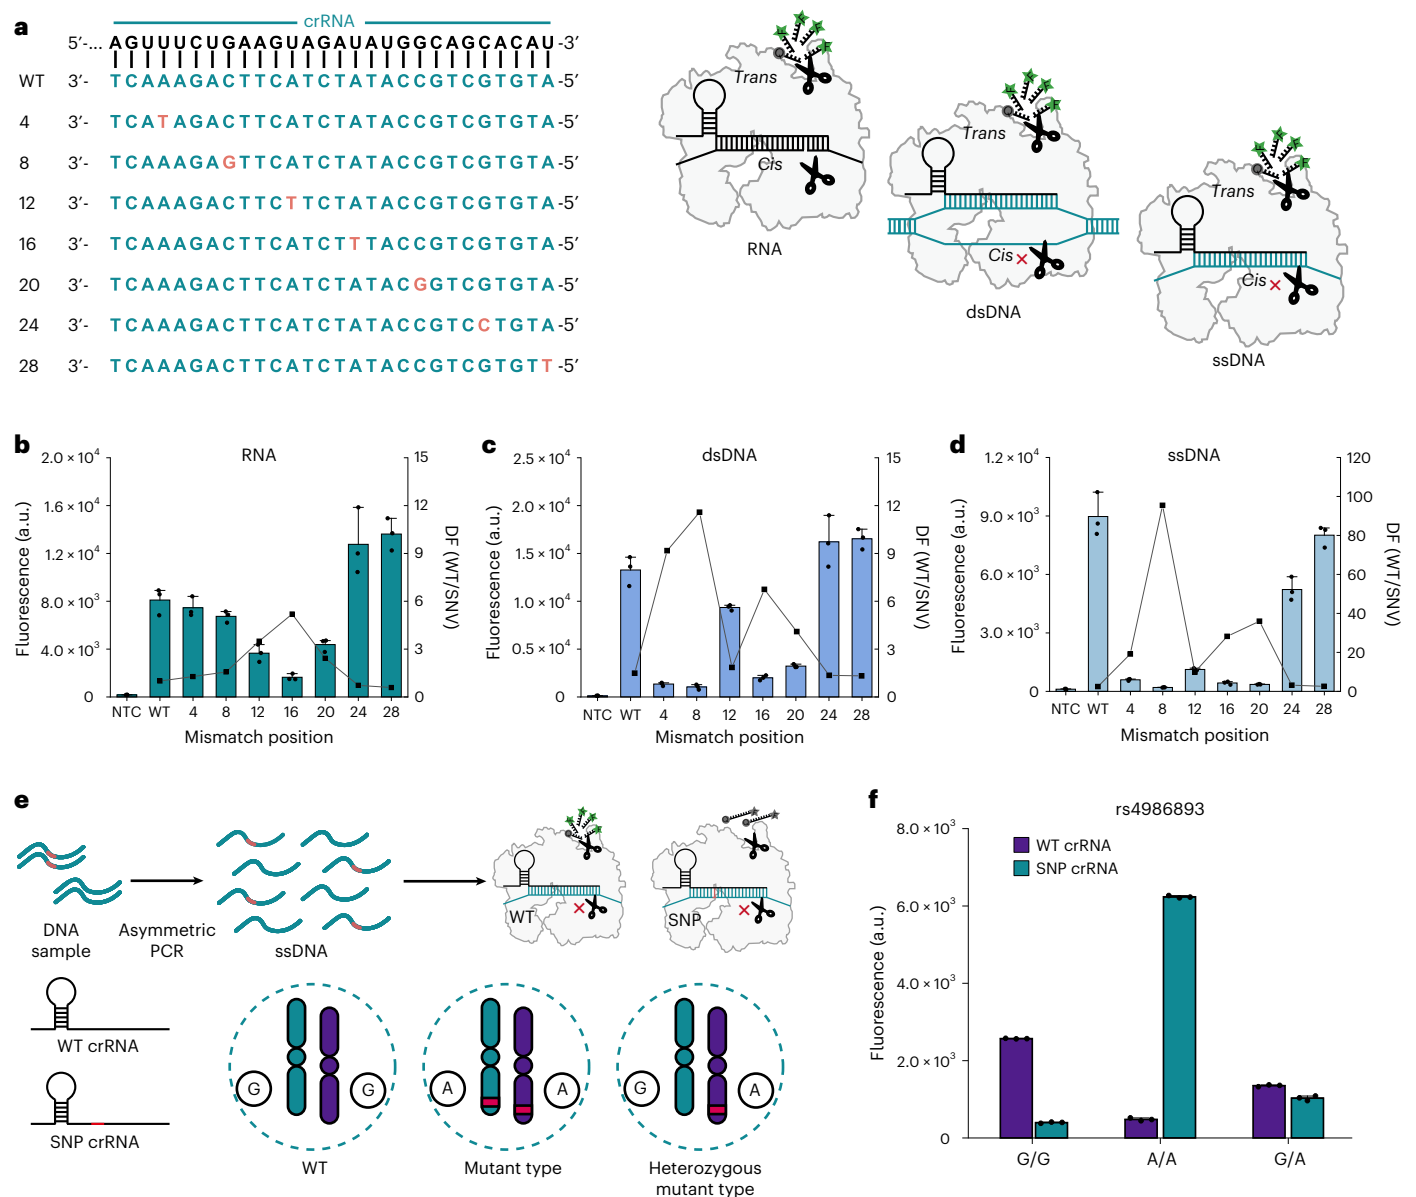 a
crRNA
5′-... AGUUUCUGAAGUAGAUAUGGCAGCACAU -3′
WT 3′- TCAAAGACTTCATCTATACCGTCGTGTA -5′
4 3′- TCATAGACTTCATCTATACCGTCGTGTA -5′
8 3′- TCAAAGAGTTCATCTATACCGTCGTGTA -5′
12 3′- TCAAAGACTTCTTCTATACCGTCGTGTA -5′
16 3′- TCAAAGACTTCATCTTTACCGTCGTGTA -5′
20 3′- TCAAAGACTTCATCTATACGGTCGTGTA -5′
24 3′- TCAAAGACTTCATCTATACCGTCCTGTA -5′
28 3′- TCAAAGACTTCATCTATACCGTCGTGTT -5′
F F F F
Trans
Cis
RNA
F F F F
Trans
Cis
dsDNA
F F F F
Trans
Cis
ssDNA
b
RNA
Fluorescence (a.u.)
2.0 × 10⁴
1.6 × 10⁴
1.2 × 10⁴
8.0 × 10³
4.0 × 10³
0
15
12
9
6
3
0
DF (WT/SNV)
NTC WT 4 8 12 16 20 24 28
Mismatch position
c
dsDNA
Fluorescence (a.u.)
2.5 × 10⁴
2.0 × 10⁴
1.5 × 10⁴
1.0 × 10⁴
0.5 × 10⁴
0
15
12
9
6
3
0
DF (WT/SNV)
NTC WT 4 8 12 16 20 24 28
Mismatch position
d
ssDNA
Fluorescence (a.u.)
1.2 × 10⁴
9.0 × 10³
6.0 × 10³
3.0 × 10³
0
120
100
80
60
40
20
0
DF (WT/SNV)
NTC WT 4 8 12 16 20 24 28
Mismatch position
e
DNA
sample
Asymmetric
PCR
ssDNA
WT
SNP
WT crRNA
SNP crRNA
G G
WT
A A
Mutant type
G A
Heterozygous
mutant type
f
rs4986893
WT crRNA
SNP crRNA
Fluorescence (a.u.)
8.0 × 10³
6.0 × 10³
4.0 × 10³
2.0 × 10³
0
G/G A/A G/A